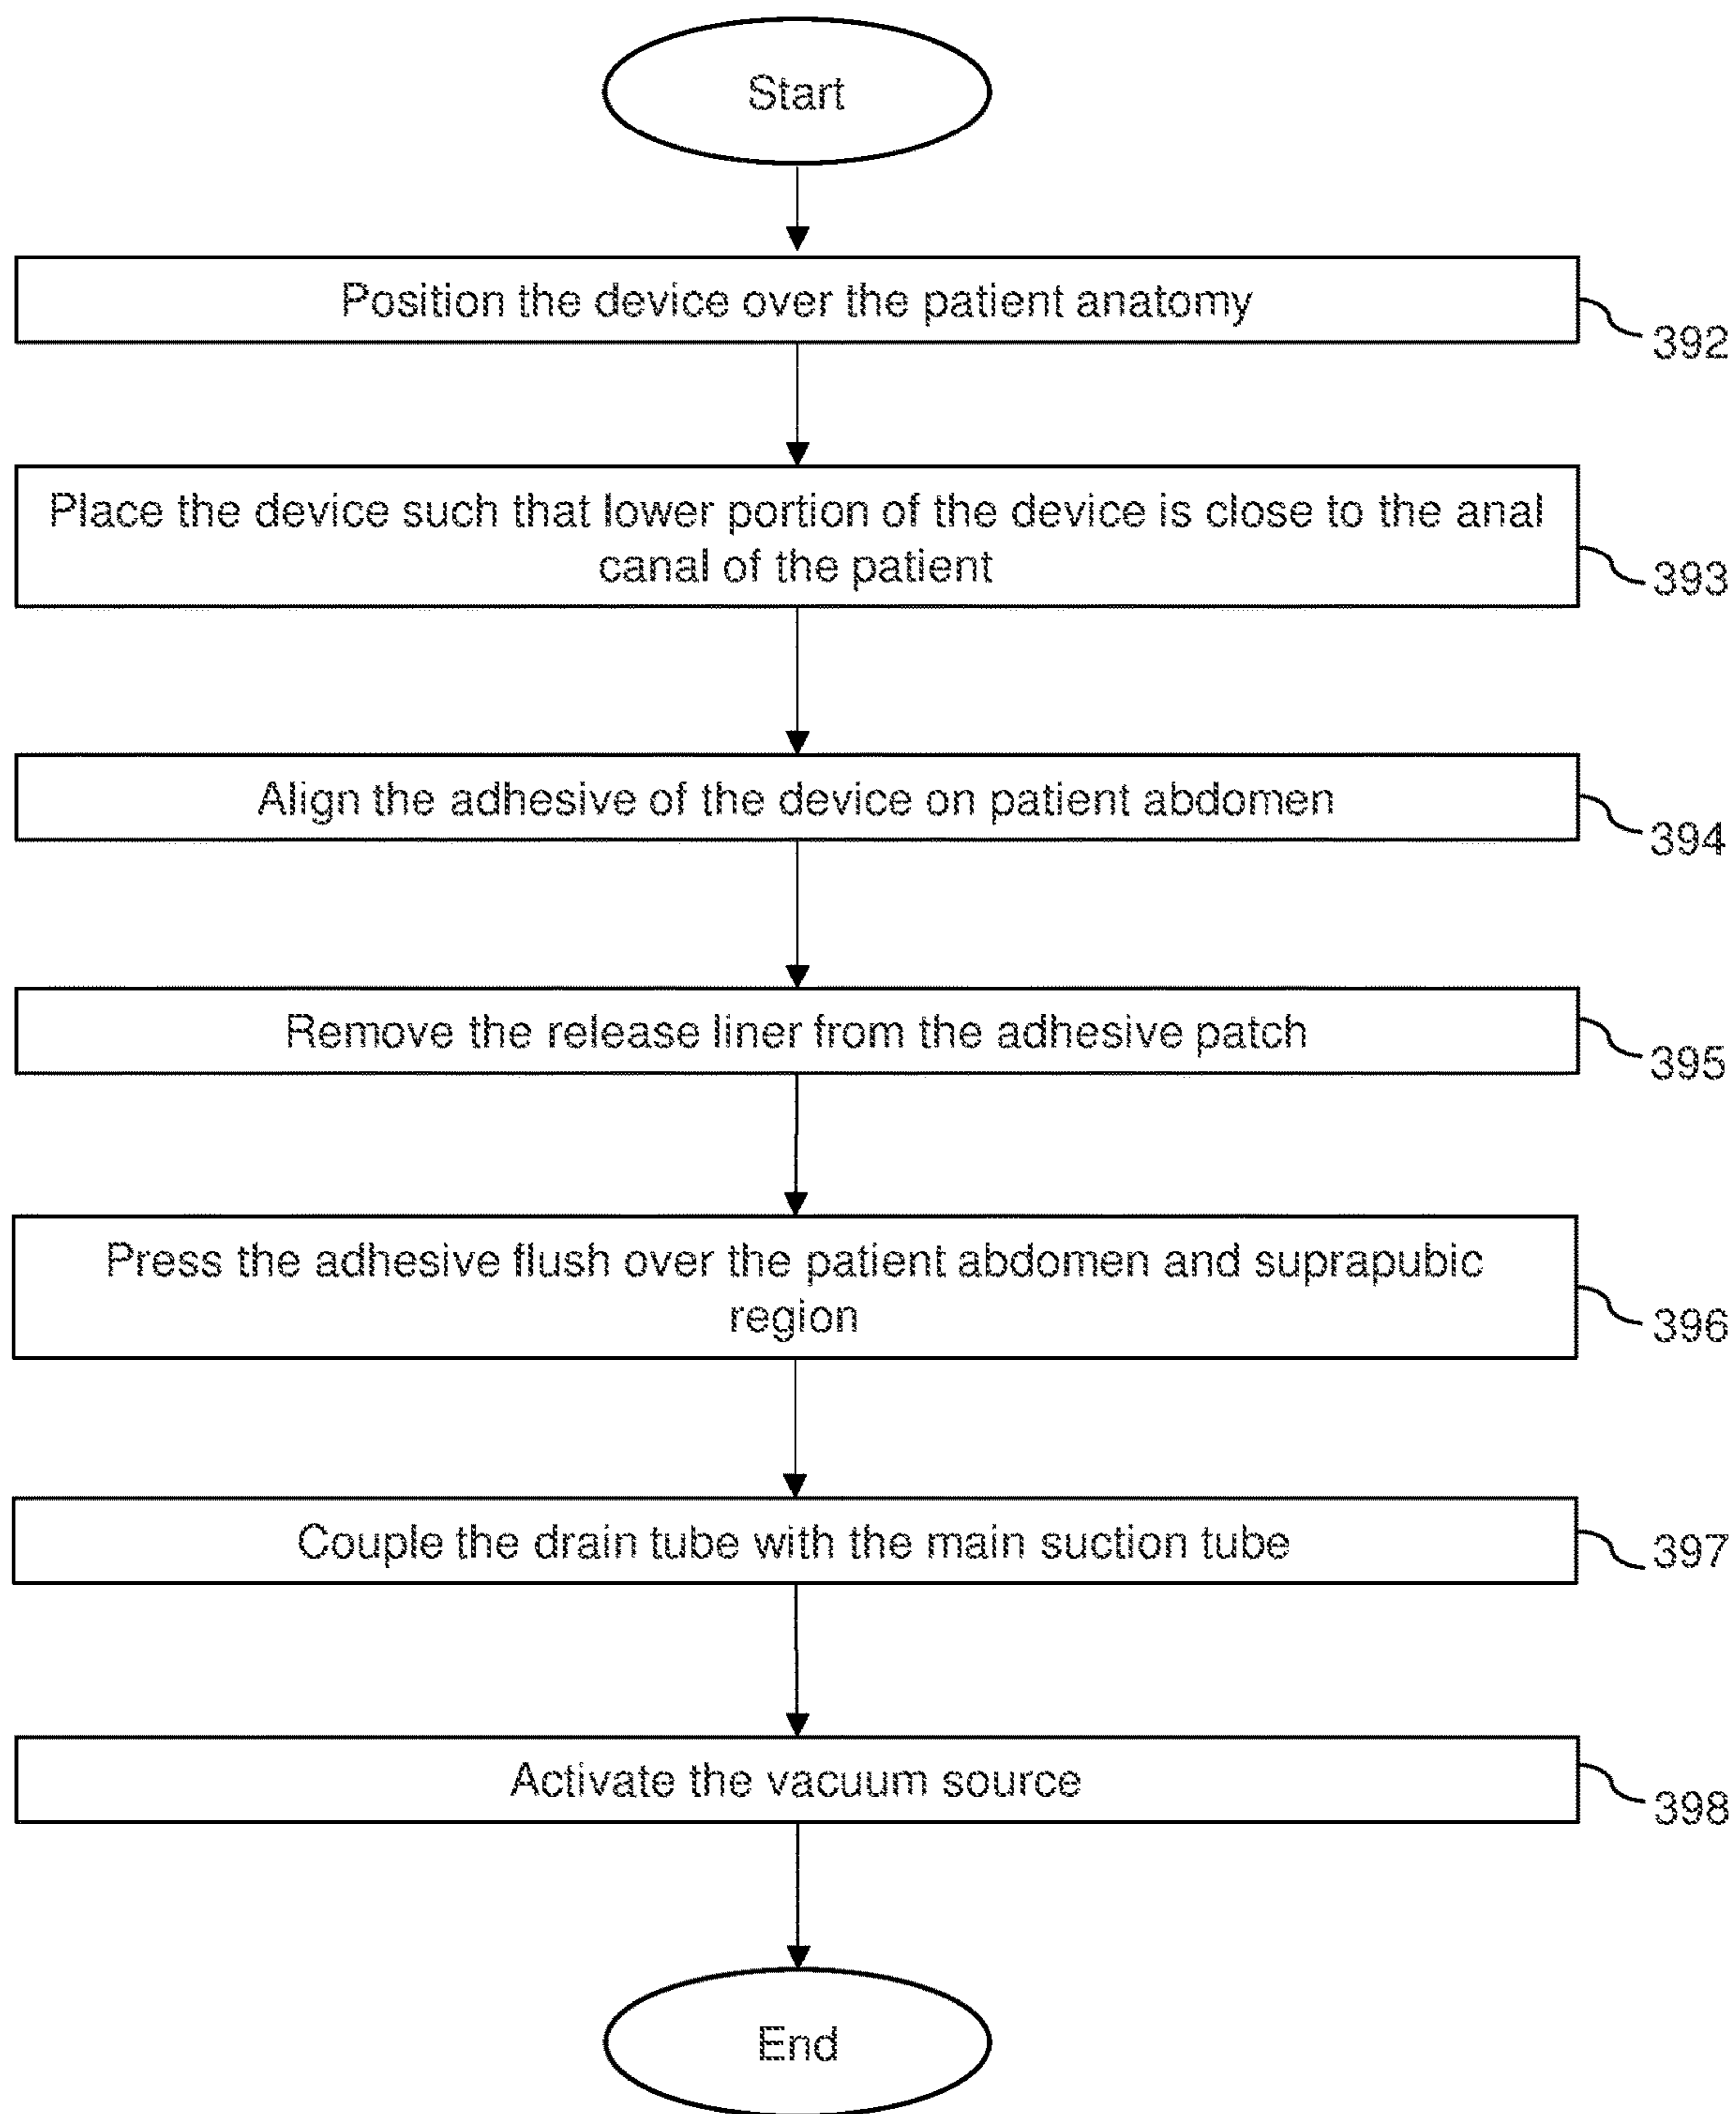 Start
Position the device over the patient anatomy
392
Place the device such that lower portion of the device is close to the anal
canal of the patient
393
Align the adhesive of the device on patient abdomen
394
Remove the release liner from the adhesive patch
395
Press the adhesive flush over the patient abdomen and suprapubic
region
396
Couple the drain tube with the main suction tube
397
Activate the vacuum source
398
End